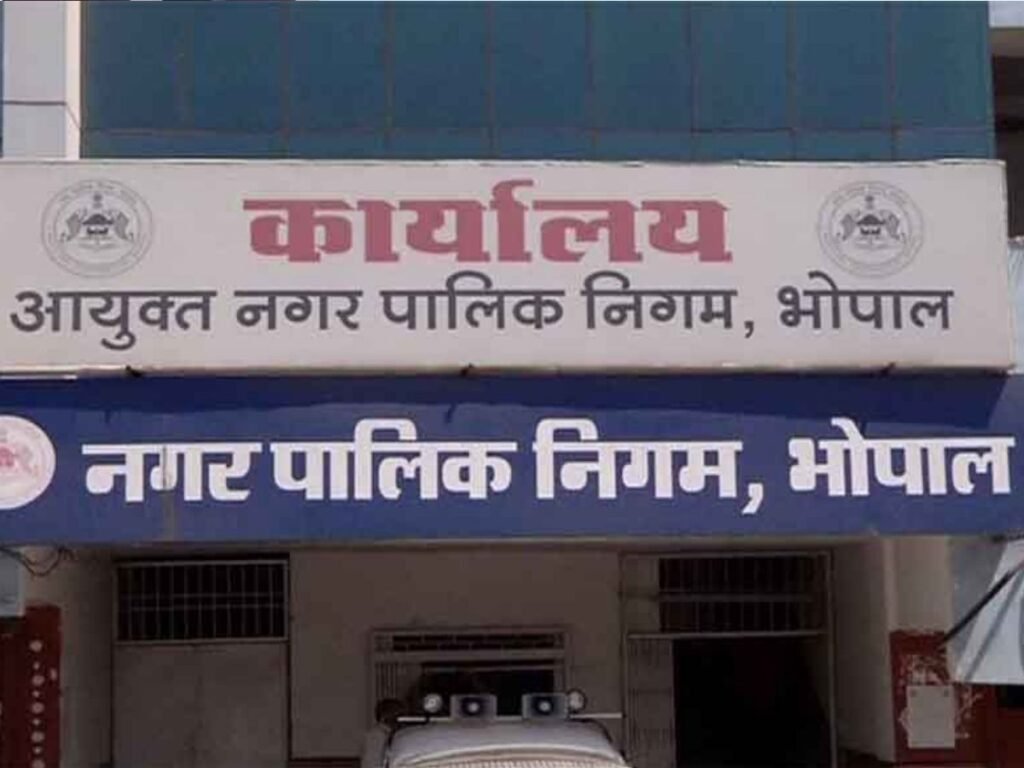 कार्यालय
आयुक्त नगर पालिक निगम, भोपाल
नगर पालिक निगम, भोपाल